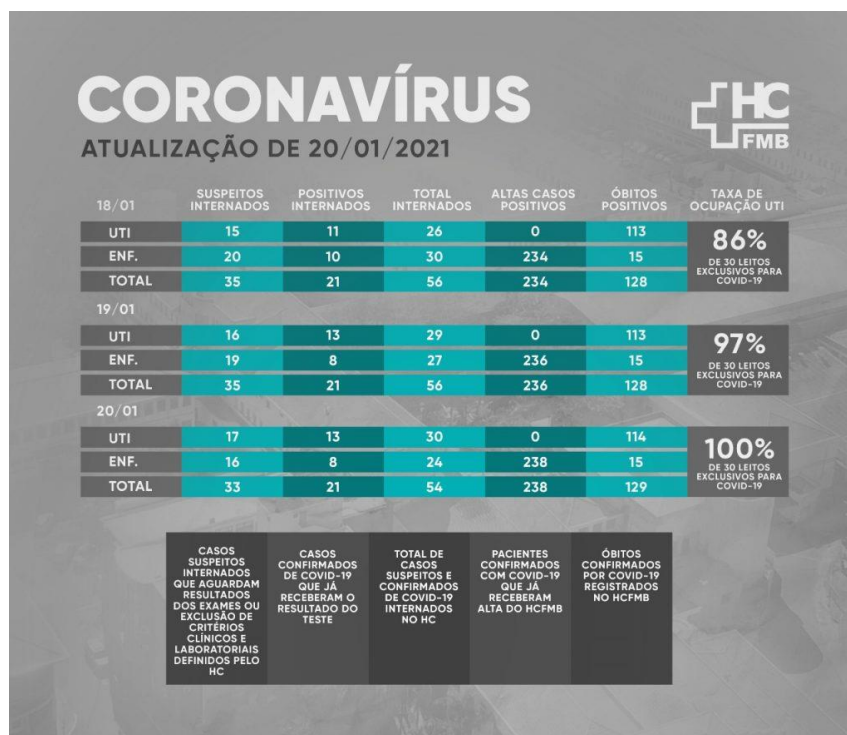 CORONAVÍRUS
ATUALIZAÇÃO DE 20/01/2021
HC
FMB
18/01 SUSPEITOS INTERNADOS POSITIVOS INTERNADOS TOTAL INTERNADOS ALTAS CASOS POSITIVOS ÓBITOS POSITIVOS TAXA DE OCUPAÇÃO UTI
UTI 15 11 26 0 113
ENF. 20 10 30 234 15
TOTAL 35 21 56 234 128
86%
DE 30 LEITOS
EXCLUSIVOS PARA
COVID-19
19/01
UTI 16 13 29 0 113
ENF. 19 8 27 236 15
TOTAL 35 21 56 236 128
97%
DE 30 LEITOS
EXCLUSIVOS PARA
COVID-19
20/01
UTI 17 13 30 0 114
ENF. 16 8 24 238 15
TOTAL 33 21 54 238 129
100%
DE 30 LEITOS
EXCLUSIVOS PARA
COVID-19
CASOS
SUSPEITOS
INTERNADOS
QUE AGUARDAM
RESULTADOS
DOS EXAMES OU
EXCLUSÃO DE
CRITÉRIOS
CLÍNICOS E
LABORATORIAIS
DEFINIDOS PELO
HC
CASOS
CONFIRMADOS
DE COVID-19
QUE JÁ
RECEBERAM O
RESULTADO DO
TESTE
TOTAL DE
CASOS
SUSPEITOS E
CONFIRMADOS
DE COVID-19
INTERNADOS
NO HC
PACIENTES
CONFIRMADOS
COM COVID-19
QUE JÁ
RECEBERAM
ALTA DO HCFMB
ÓBITOS
CONFIRMADOS
POR COVID-19
REGISTRADOS
NO HCFMB